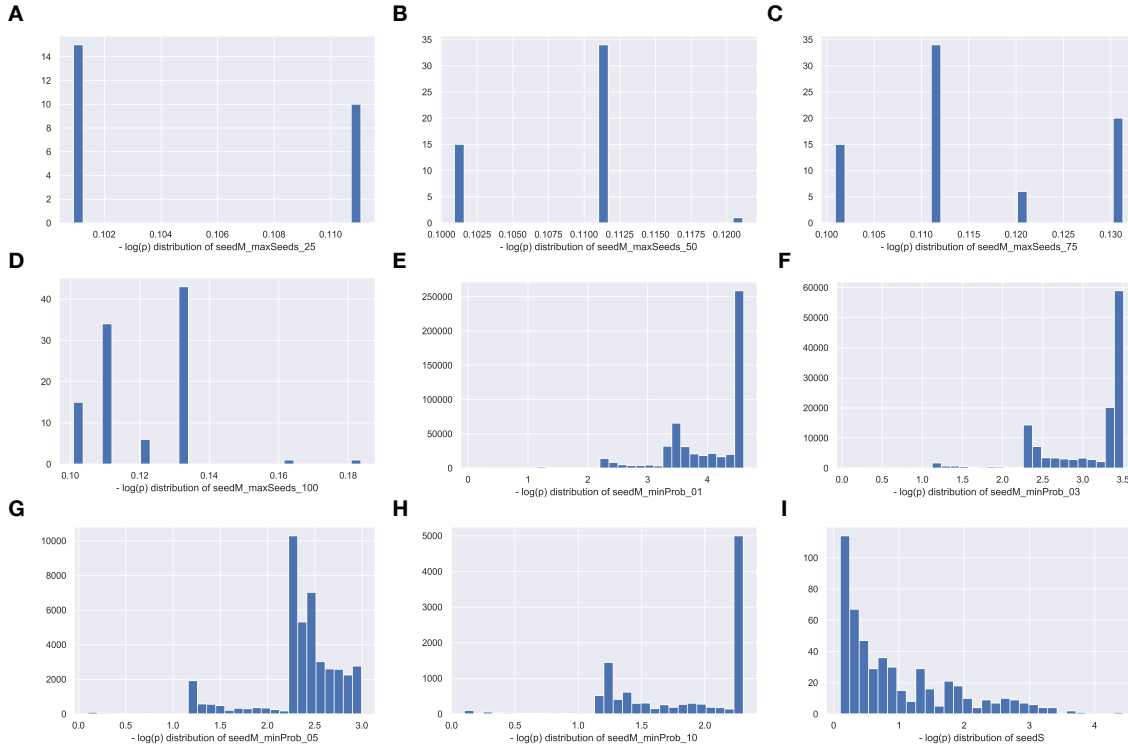 A
14
12
10
8
6
4
2
0
0.102 0.104 0.106 0.108 0.110
- log(p) distribution of seedM_maxSeeds_25
B
35
30
25
20
15
10
5
0
0.1000 0.1025 0.1050 0.1075 0.1100 0.1125 0.1150 0.1175 0.1200
- log(p) distribution of seedM_maxSeeds_50
C
35
30
25
20
15
10
5
0
0.100 0.105 0.110 0.115 0.120 0.125 0.130
- log(p) distribution of seedM_maxSeeds_75
D
40
30
20
10
0
0.10 0.12 0.14 0.16 0.18
- log(p) distribution of seedM_maxSeeds_100
E
250000
200000
150000
100000
50000
0
0 1 2 3 4
- log(p) distribution of seedM_minProb_01
F
60000
50000
40000
30000
20000
10000
0
0.0 0.5 1.0 1.5 2.0 2.5 3.0 3.5
- log(p) distribution of seedM_minProb_03
G
10000
8000
6000
4000
2000
0
0.0 0.5 1.0 1.5 2.0 2.5 3.0
- log(p) distribution of seedM_minProb_05
H
5000
4000
3000
2000
1000
0
0.0 0.5 1.0 1.5 2.0
- log(p) distribution of seedM_minProb_10
I
100
80
60
40
20
0
0 1 2 3 4
- log(p) distribution of seedS